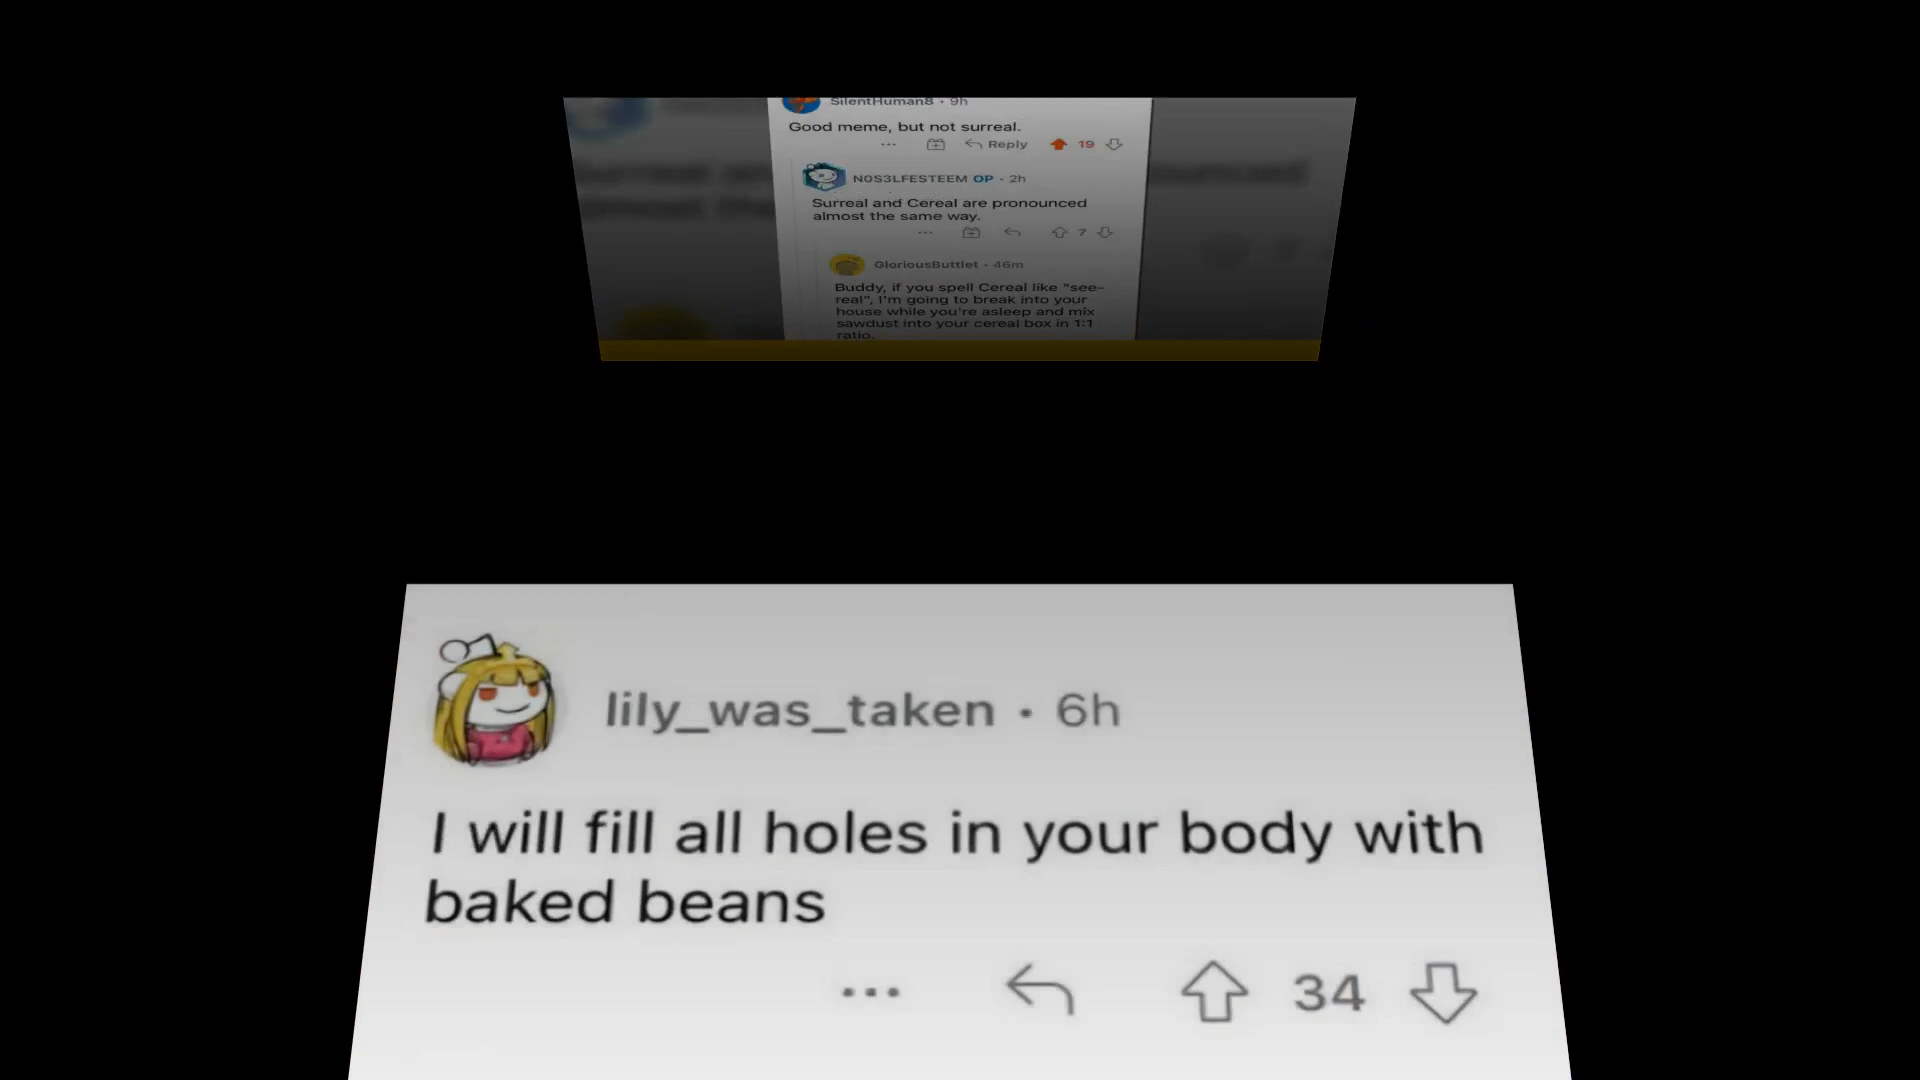 SilentHuman8 · 9h
Good meme, but not surreal.
Reply 19
N0S3LFESTEEM OP · 2h
Surreal and Cereal are pronounced
almost the same way.
7
GloriousButtlet · 46m
Buddy, if you spell Cereal like "see-
real", I'm going to break into your
house while you're asleep and mix
sawdust into your cereal box in 1:1
ratio.
lily_was_taken · 6h
I will fill all holes in your body with
baked beans
34